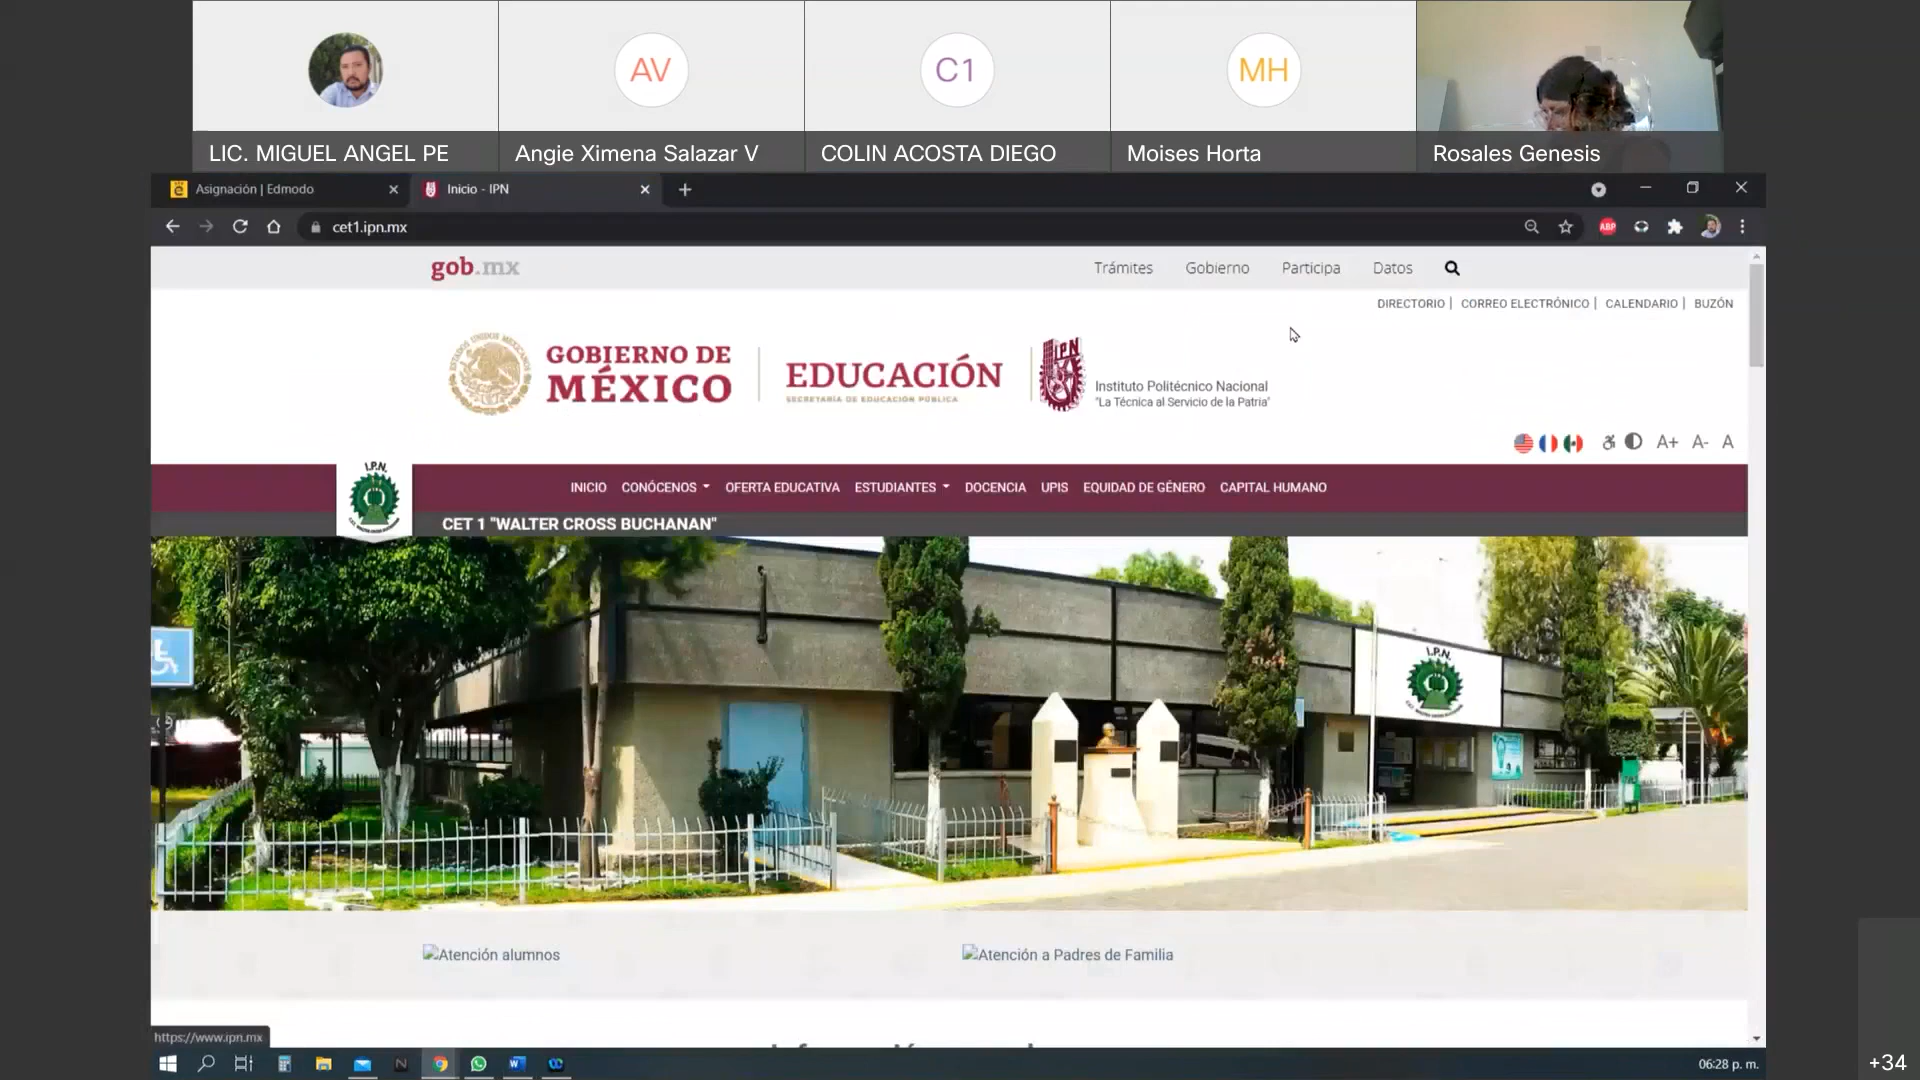 AV
C1
MH
LIC. MIGUEL ANGEL PE
Angie Ximena Salazar V
COLIN ACOSTA DIEGO
Moises Horta
Rosales Genesis
Asignación | Edmodo
Inicio - IPN
cet1.ipn.mx
ABP
gob.mx
Trámites
Gobierno
Participa
Datos
DIRECTORIO |
CORREO ELECTRÓNICO |
CALENDARIO |
BUZÓN
ESTADOS UNIDOS MEXICANOS
GOBIERNO DE
MÉXICO
EDUCACIÓN
SECRETARÍA DE EDUCACIÓN PÚBLICA
IPN
Instituto Politécnico Nacional
"La Técnica al Servicio de la Patria"
A+
A-
A
I.P.N.
INICIO
CONÓCENOS
OFERTA EDUCATIVA
ESTUDIANTES
DOCENCIA
UPIS
EQUIDAD DE GÉNERO
CAPITAL HUMANO
CET 1 "WALTER CROSS BUCHANAN"
I.P.N.
Atención alumnos
Atención a Padres de Familia
https://www.ipn.mx
06:28 p. m.
+34